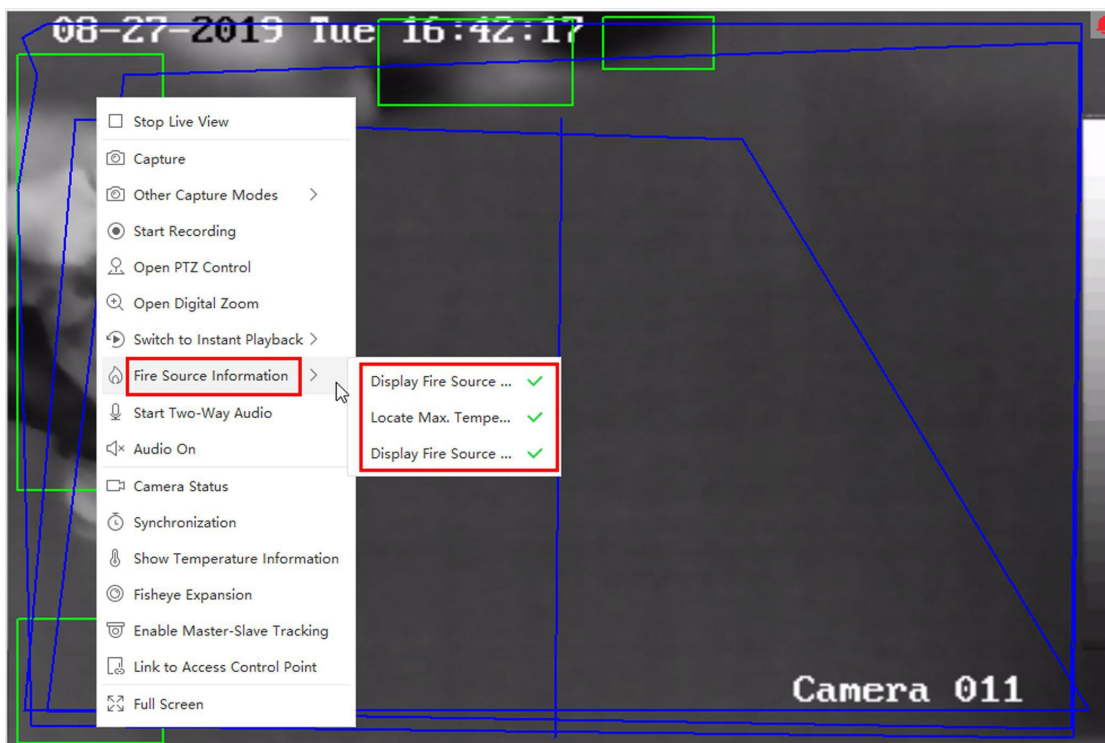 08-27-2019 Tue 16:42:17
Stop Live View
Capture
Other Capture Modes
Start Recording
Open PTZ Control
Open Digital Zoom
Switch to Instant Playback
Fire Source Information
Display Fire Source ...
Locate Max. Tempe...
Display Fire Source ...
Start Two-Way Audio
Audio On
Camera Status
Synchronization
Show Temperature Information
Fisheye Expansion
Enable Master-Slave Tracking
Link to Access Control Point
Full Screen
Camera 011